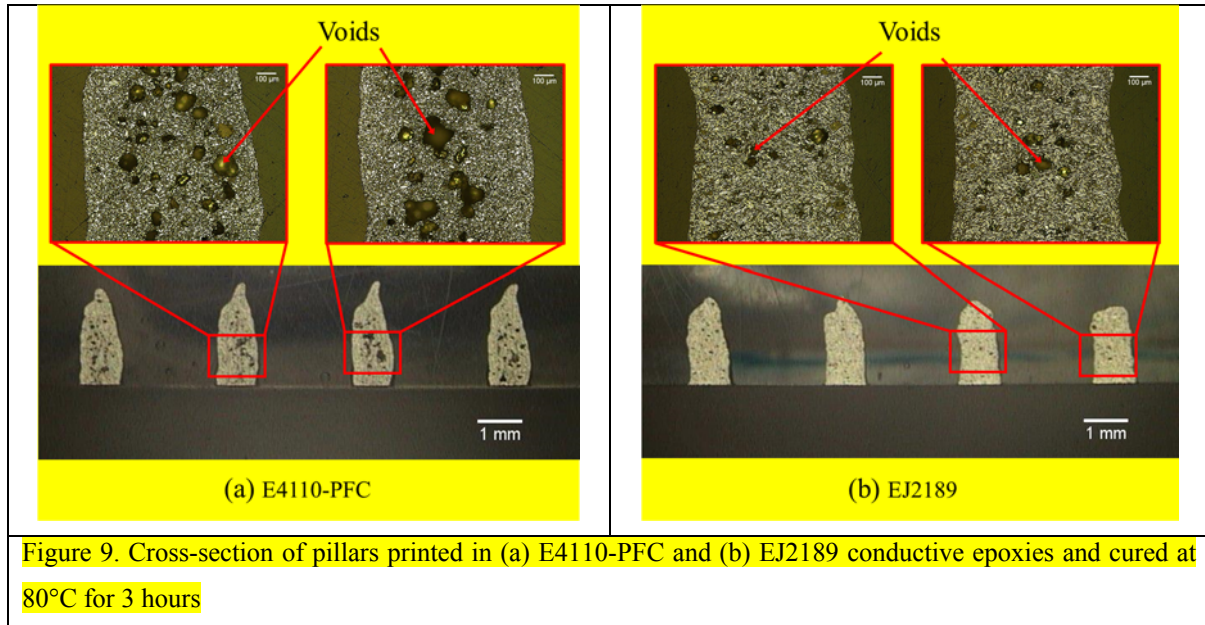 Voids
Voids
100 µm
100 µm
100 µm
100 µm
1 mm
1 mm
(a) E4110-PFC
(b) EJ2189
Figure 9. Cross-section of pillars printed in (a) E4110-PFC and (b) EJ2189 conductive epoxies and cured at
80°C for 3 hours